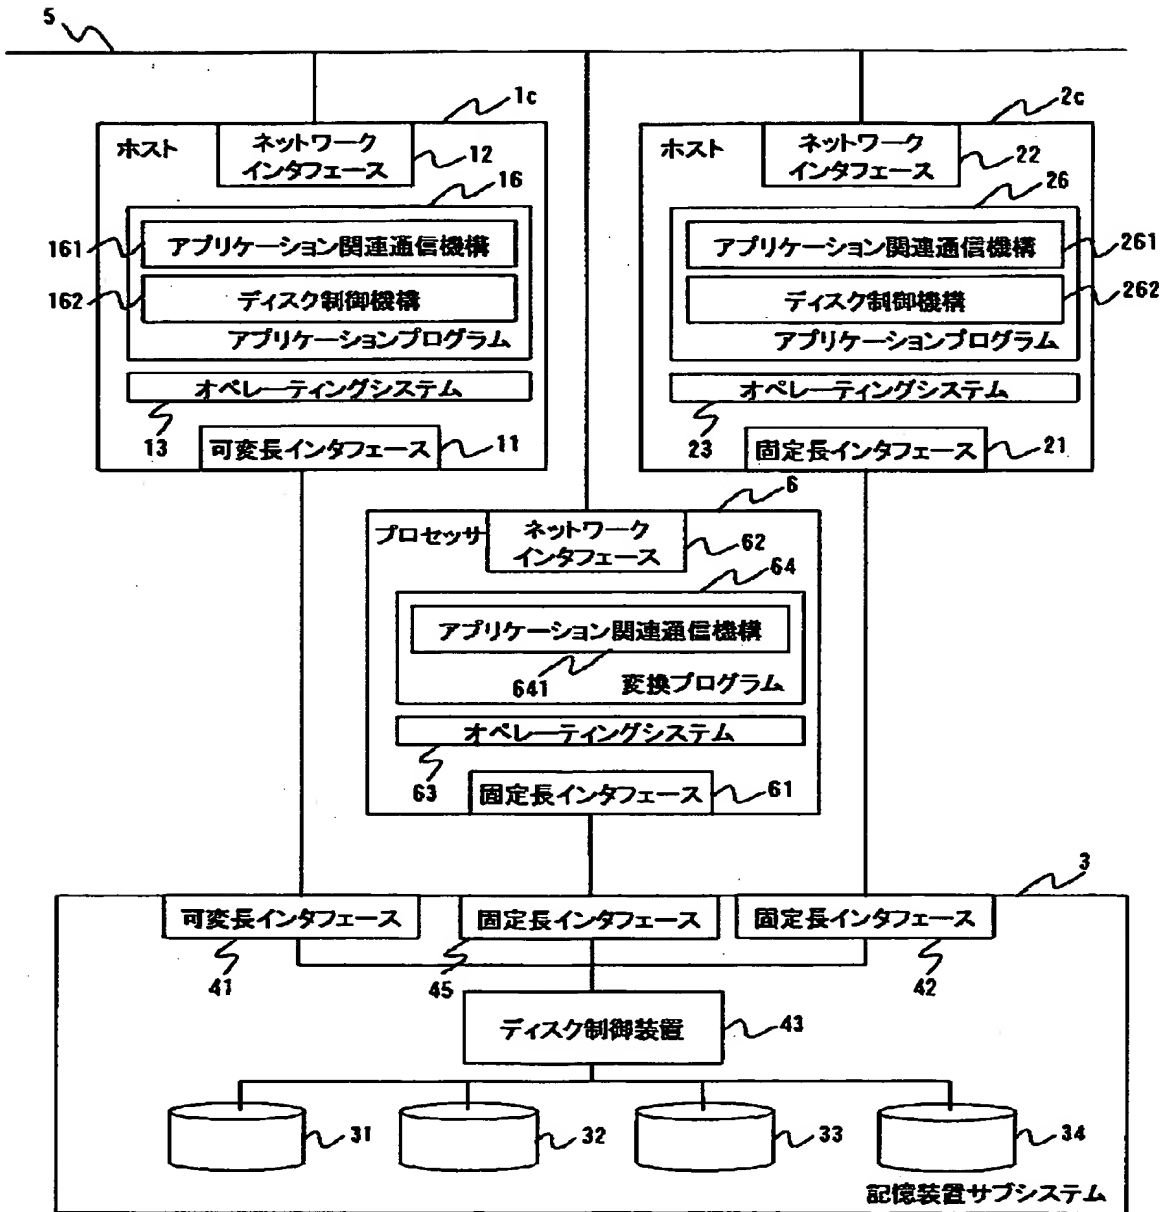 5
1c
2c
ホスト
ネットワーク
インタフェース
12
ホスト
ネットワーク
インタフェース
22
16
26
161
アプリケーション関連通信機構
アプリケーション関連通信機構
261
162
ディスク制御機構
ディスク制御機構
262
アプリケーションプログラム
アプリケーションプログラム
オペレーティングシステム
オペレーティングシステム
13
可変長インタフェース
11
23
固定長インタフェース
21
6
プロセッサ
ネットワーク
インタフェース
62
64
アプリケーション関連通信機構
641
変換プログラム
オペレーティングシステム
63
固定長インタフェース
61
3
可変長インタフェース
固定長インタフェース
固定長インタフェース
41
45
42
ディスク制御装置
43
31
32
33
34
記憶装置サブシステム